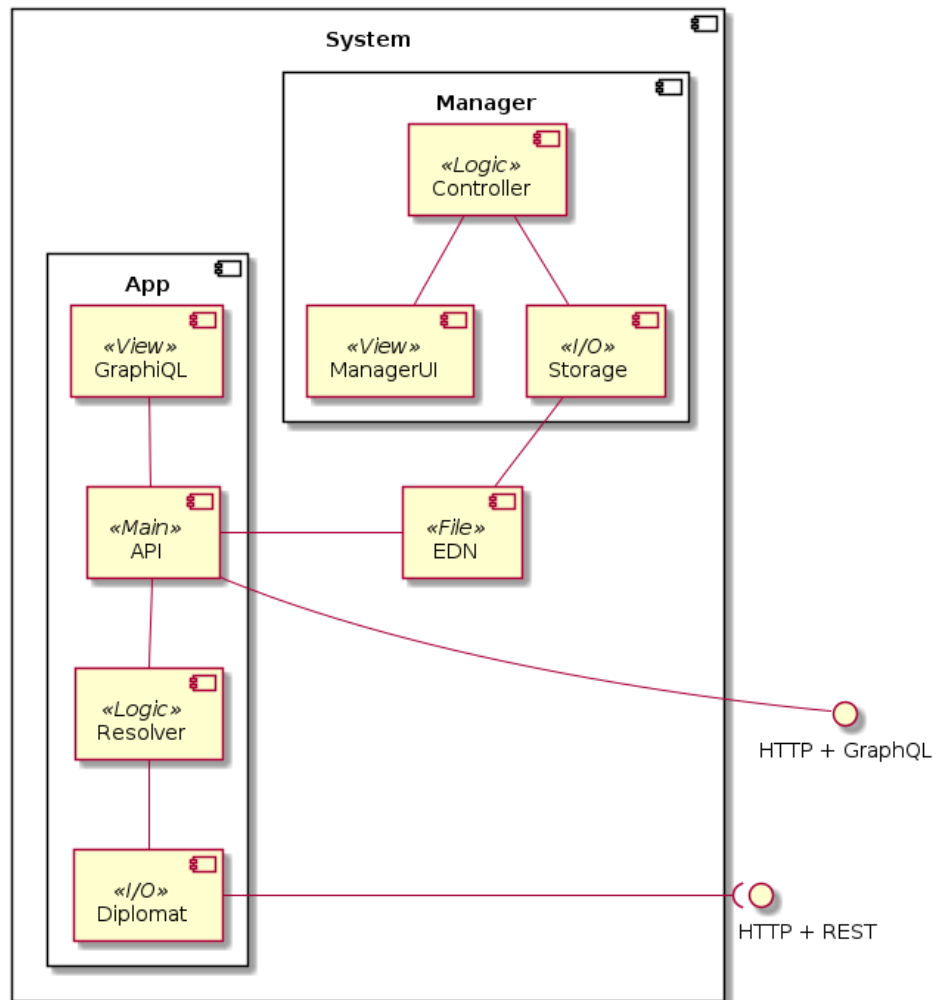 System
Manager
«Logic»
Controller
App
«View»
GraphiQL
«View»
ManagerUI
«I/O»
Storage
«Main»
API
«File»
EDN
«Logic»
Resolver
HTTP + GraphQL
«I/O»
Diplomat
HTTP + REST